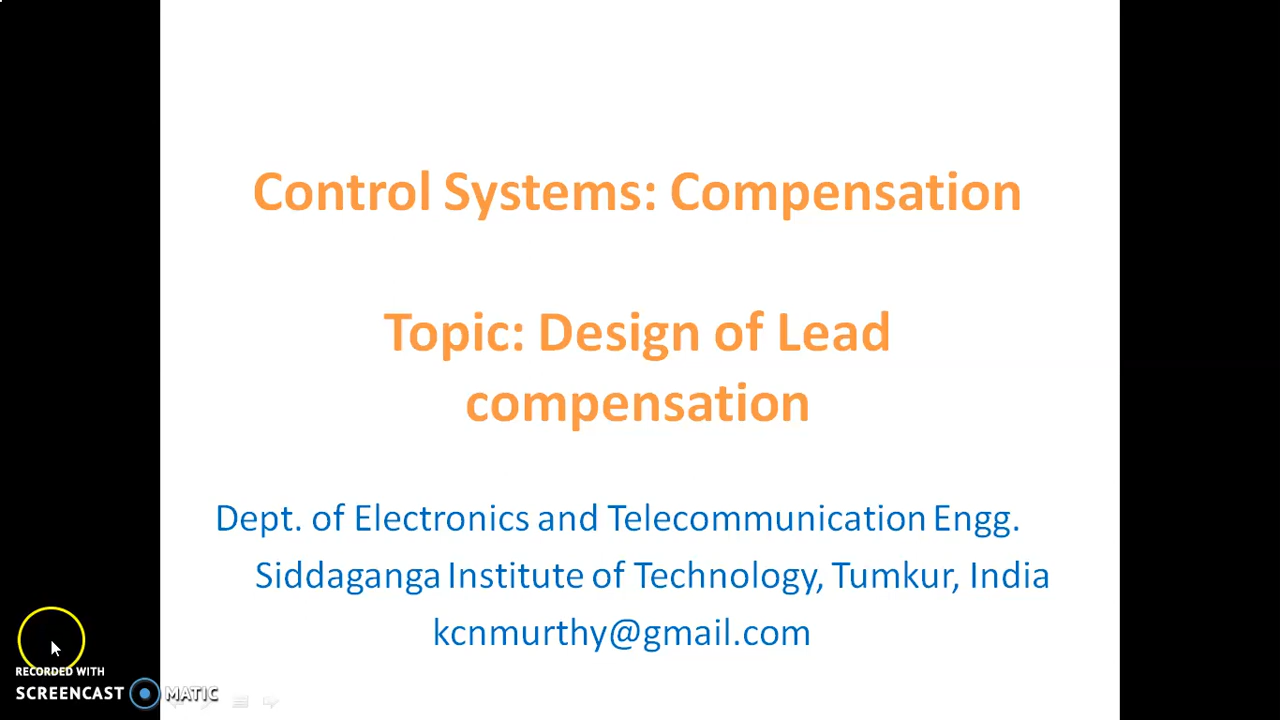 Control Systems: Compensation
Topic: Design of Lead
compensation
Dept. of Electronics and Telecommunication Engg.
Siddaganga Institute of Technology, Tumkur, India
kcnmurthy@gmail.com
RECORDED WITH
SCREENCAST MATIC